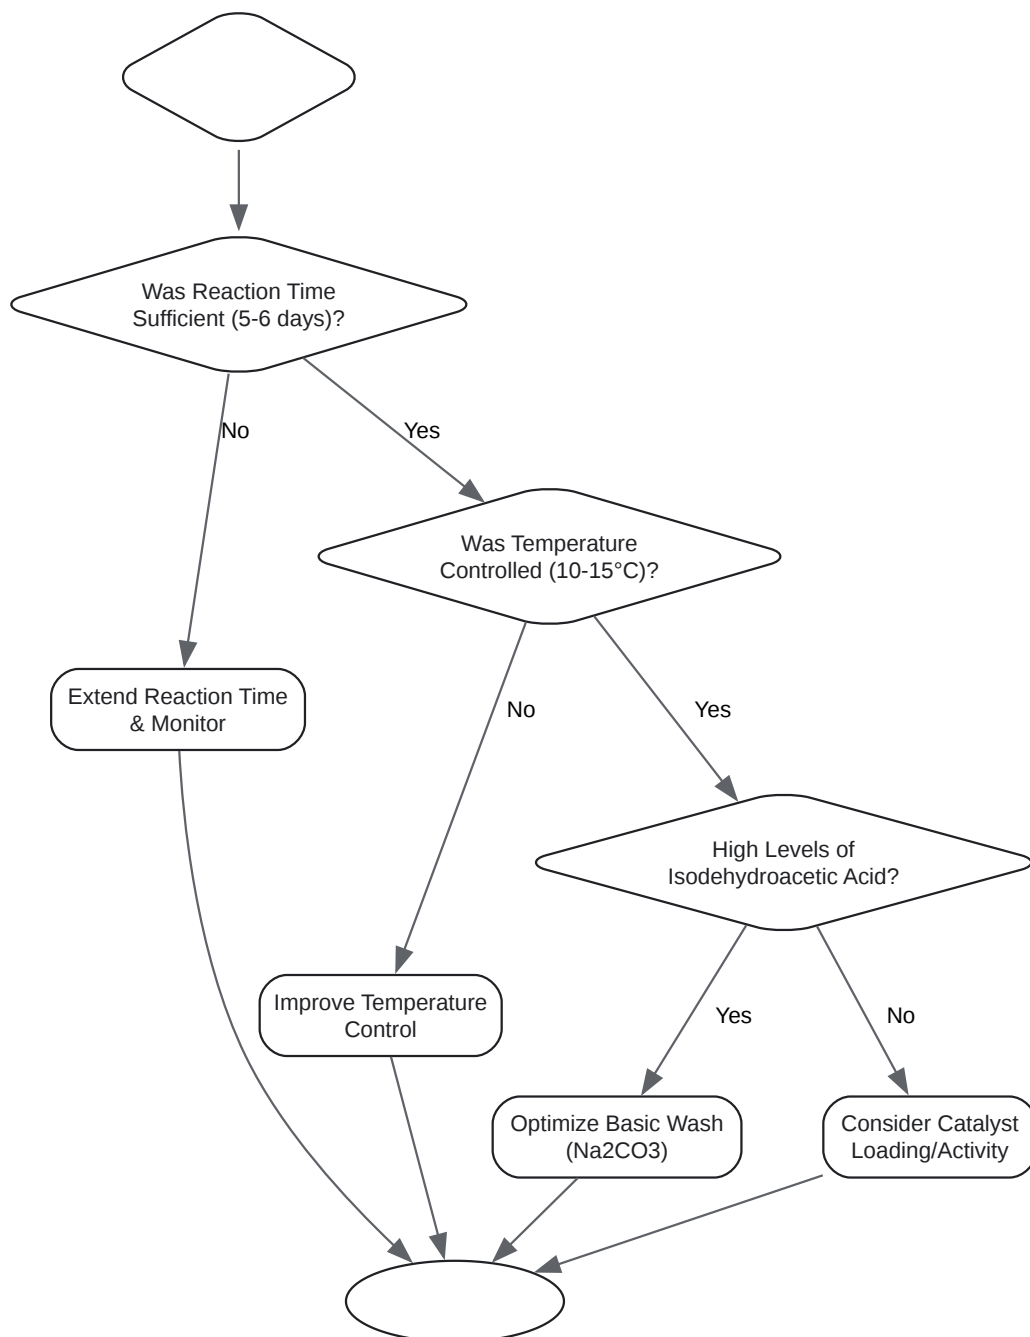 Was Reaction Time
Sufficient (5-6 days)?
No
Yes
Was Temperature
Controlled (10-15°C)?
Extend Reaction Time
& Monitor
No
Yes
High Levels of
Isodehydroacetic Acid?
Improve Temperature
Control
Yes
No
Optimize Basic Wash
(Na2CO3)
Consider Catalyst
Loading/Activity